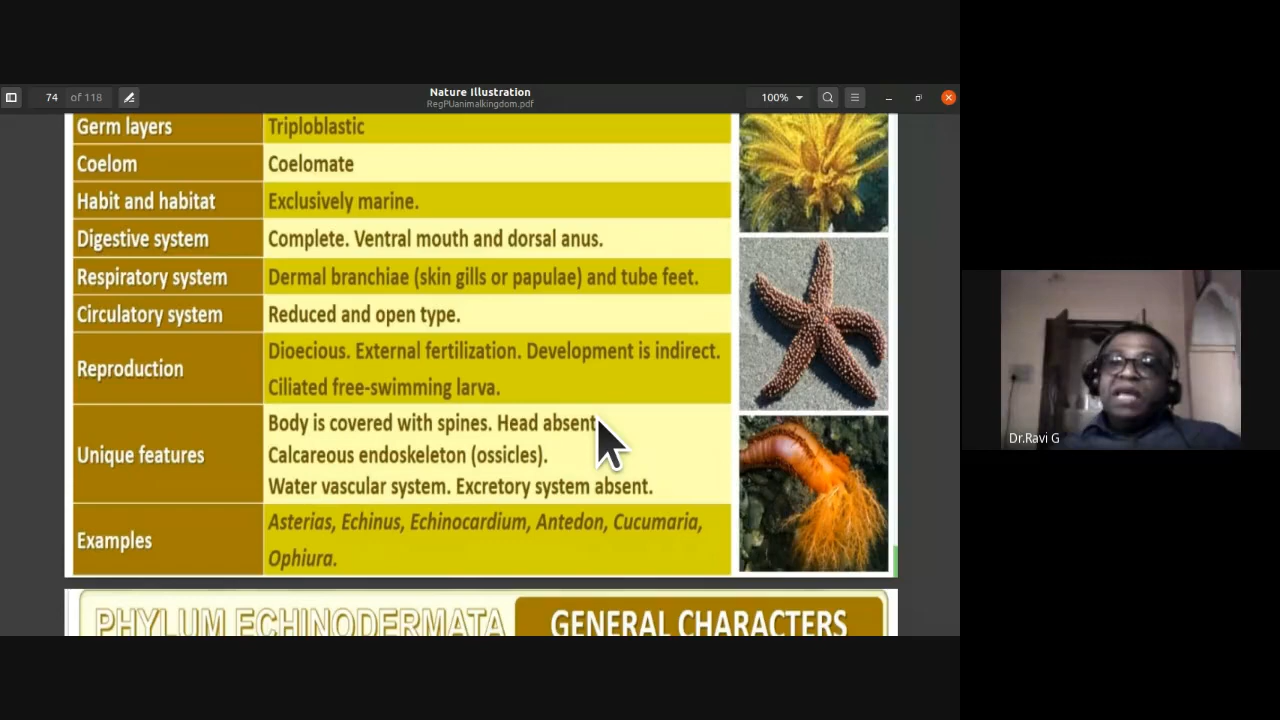 74 of 118
Nature Illustration
RegPUanimalkingdom.pdf
100%
Germ layers Triploblastic
Coelom Coelomate
Habit and habitat Exclusively marine.
Digestive system Complete. Ventral mouth and dorsal anus.
Respiratory system Dermal branchiae (skin gills or papulae) and tube feet.
Circulatory system Reduced and open type.
Reproduction Dioecious. External fertilization. Development is indirect.
Ciliated free-swimming larva.
Unique features Body is covered with spines. Head absent
Calcareous endoskeleton (ossicles).
Water vascular system. Excretory system absent.
Examples Asterias, Echinus, Echinocardium, Antedon, Cucumaria,
Ophiura.
PHYLUM ECHINODERMATA GENERAL CHARACTERS
Dr.Ravi G